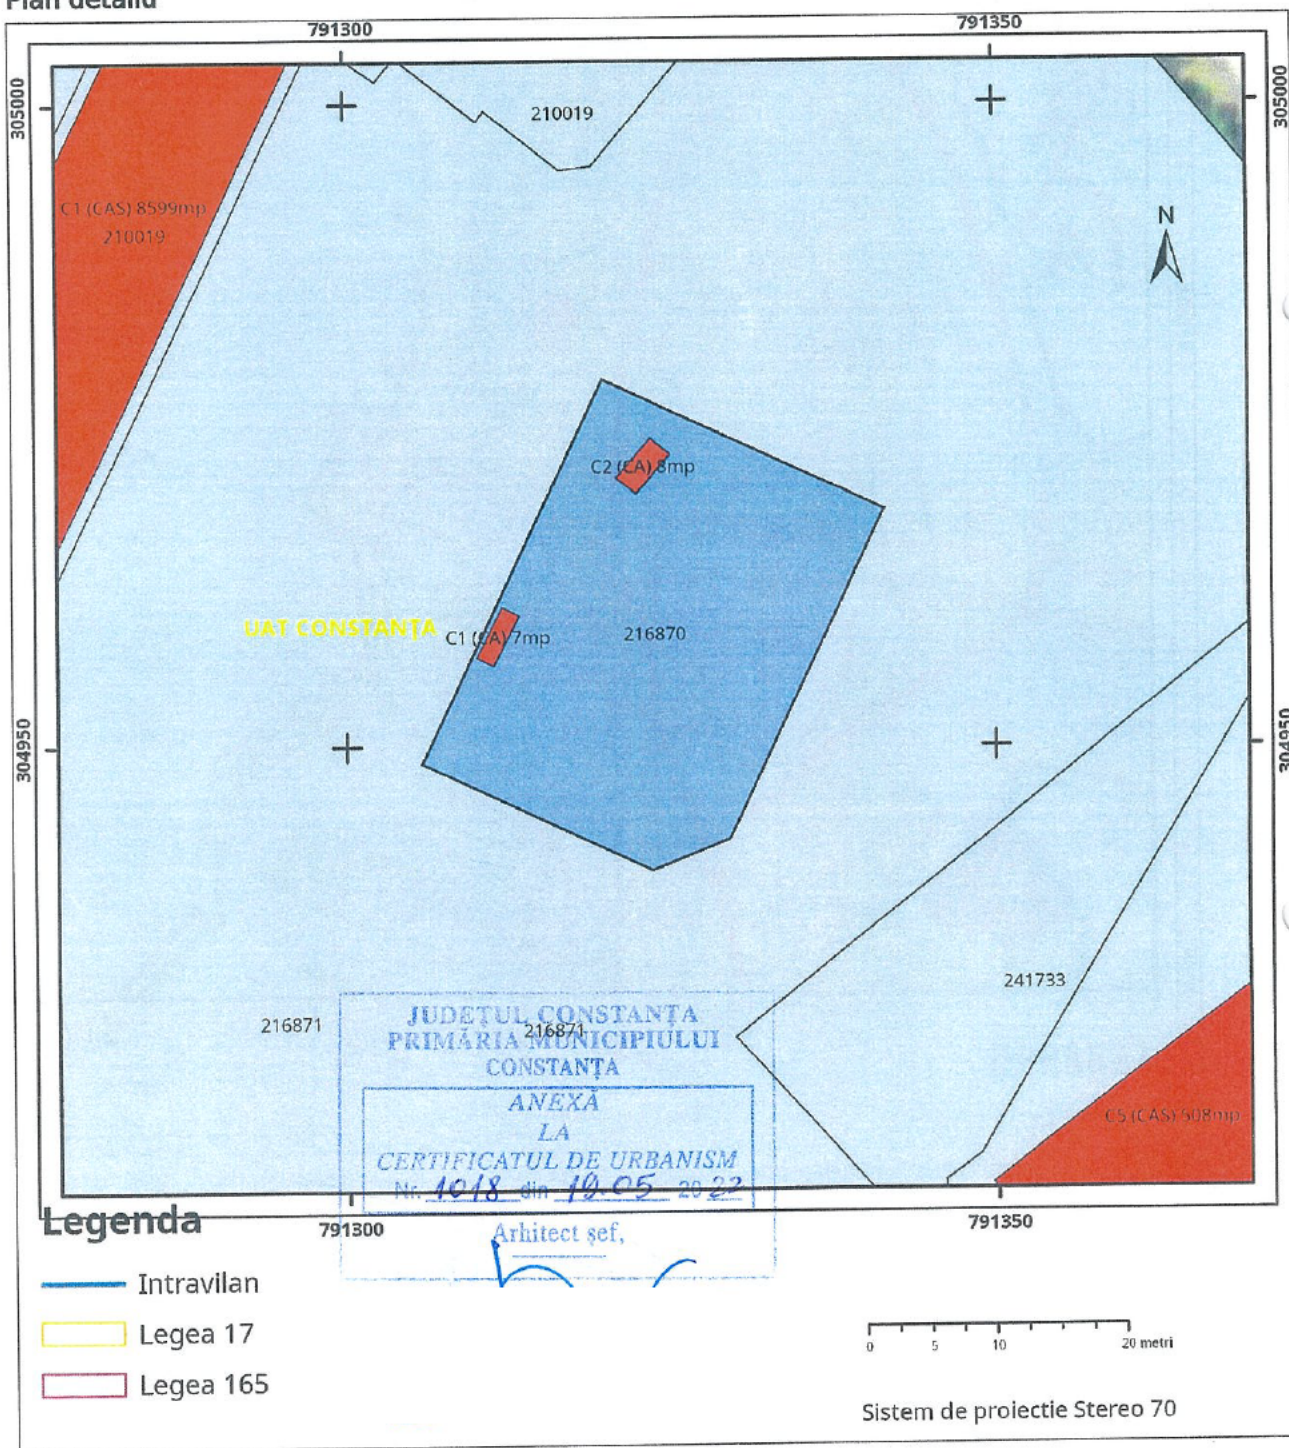 Plan detaliu
791300
791350
305000
305000
210019
C1 (CAS) 8599mp
210019
N
C2 (CA) 8mp
UAT CONSTANȚA
C1 (CA) 7mp
216870
304950
304950
241733
216871
216871
JUDEȚUL CONSTANȚA
PRIMĂRIA MUNICIPIULUI
CONSTANȚA
ANEXĂ
LA
CERTIFICATUL DE URBANISM
Nr. 1018 din 19.05 2022
Arhitect șef,
C5 (CAS) 508mp
791300
791350
Legenda
Intravilan
Legea 17
Legea 165
0 5 10 20 metri
Sistem de proiectie Stereo 70